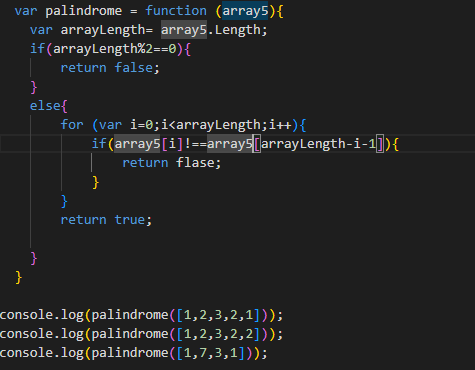 var palindrome = function (array5){
var arrayLength= array5.Length;
if(arrayLength%2==0){
return false;
}
else{
for (var i=0;i<arrayLength;i++){
if(array5[i]!==array5[arrayLength-i-1]){
return flase;
}
}
return true;
}
}
console.log(palindrome([1,2,3,2,1]));
console.log(palindrome([1,2,3,2,2]));
console.log(palindrome([1,7,3,1]));